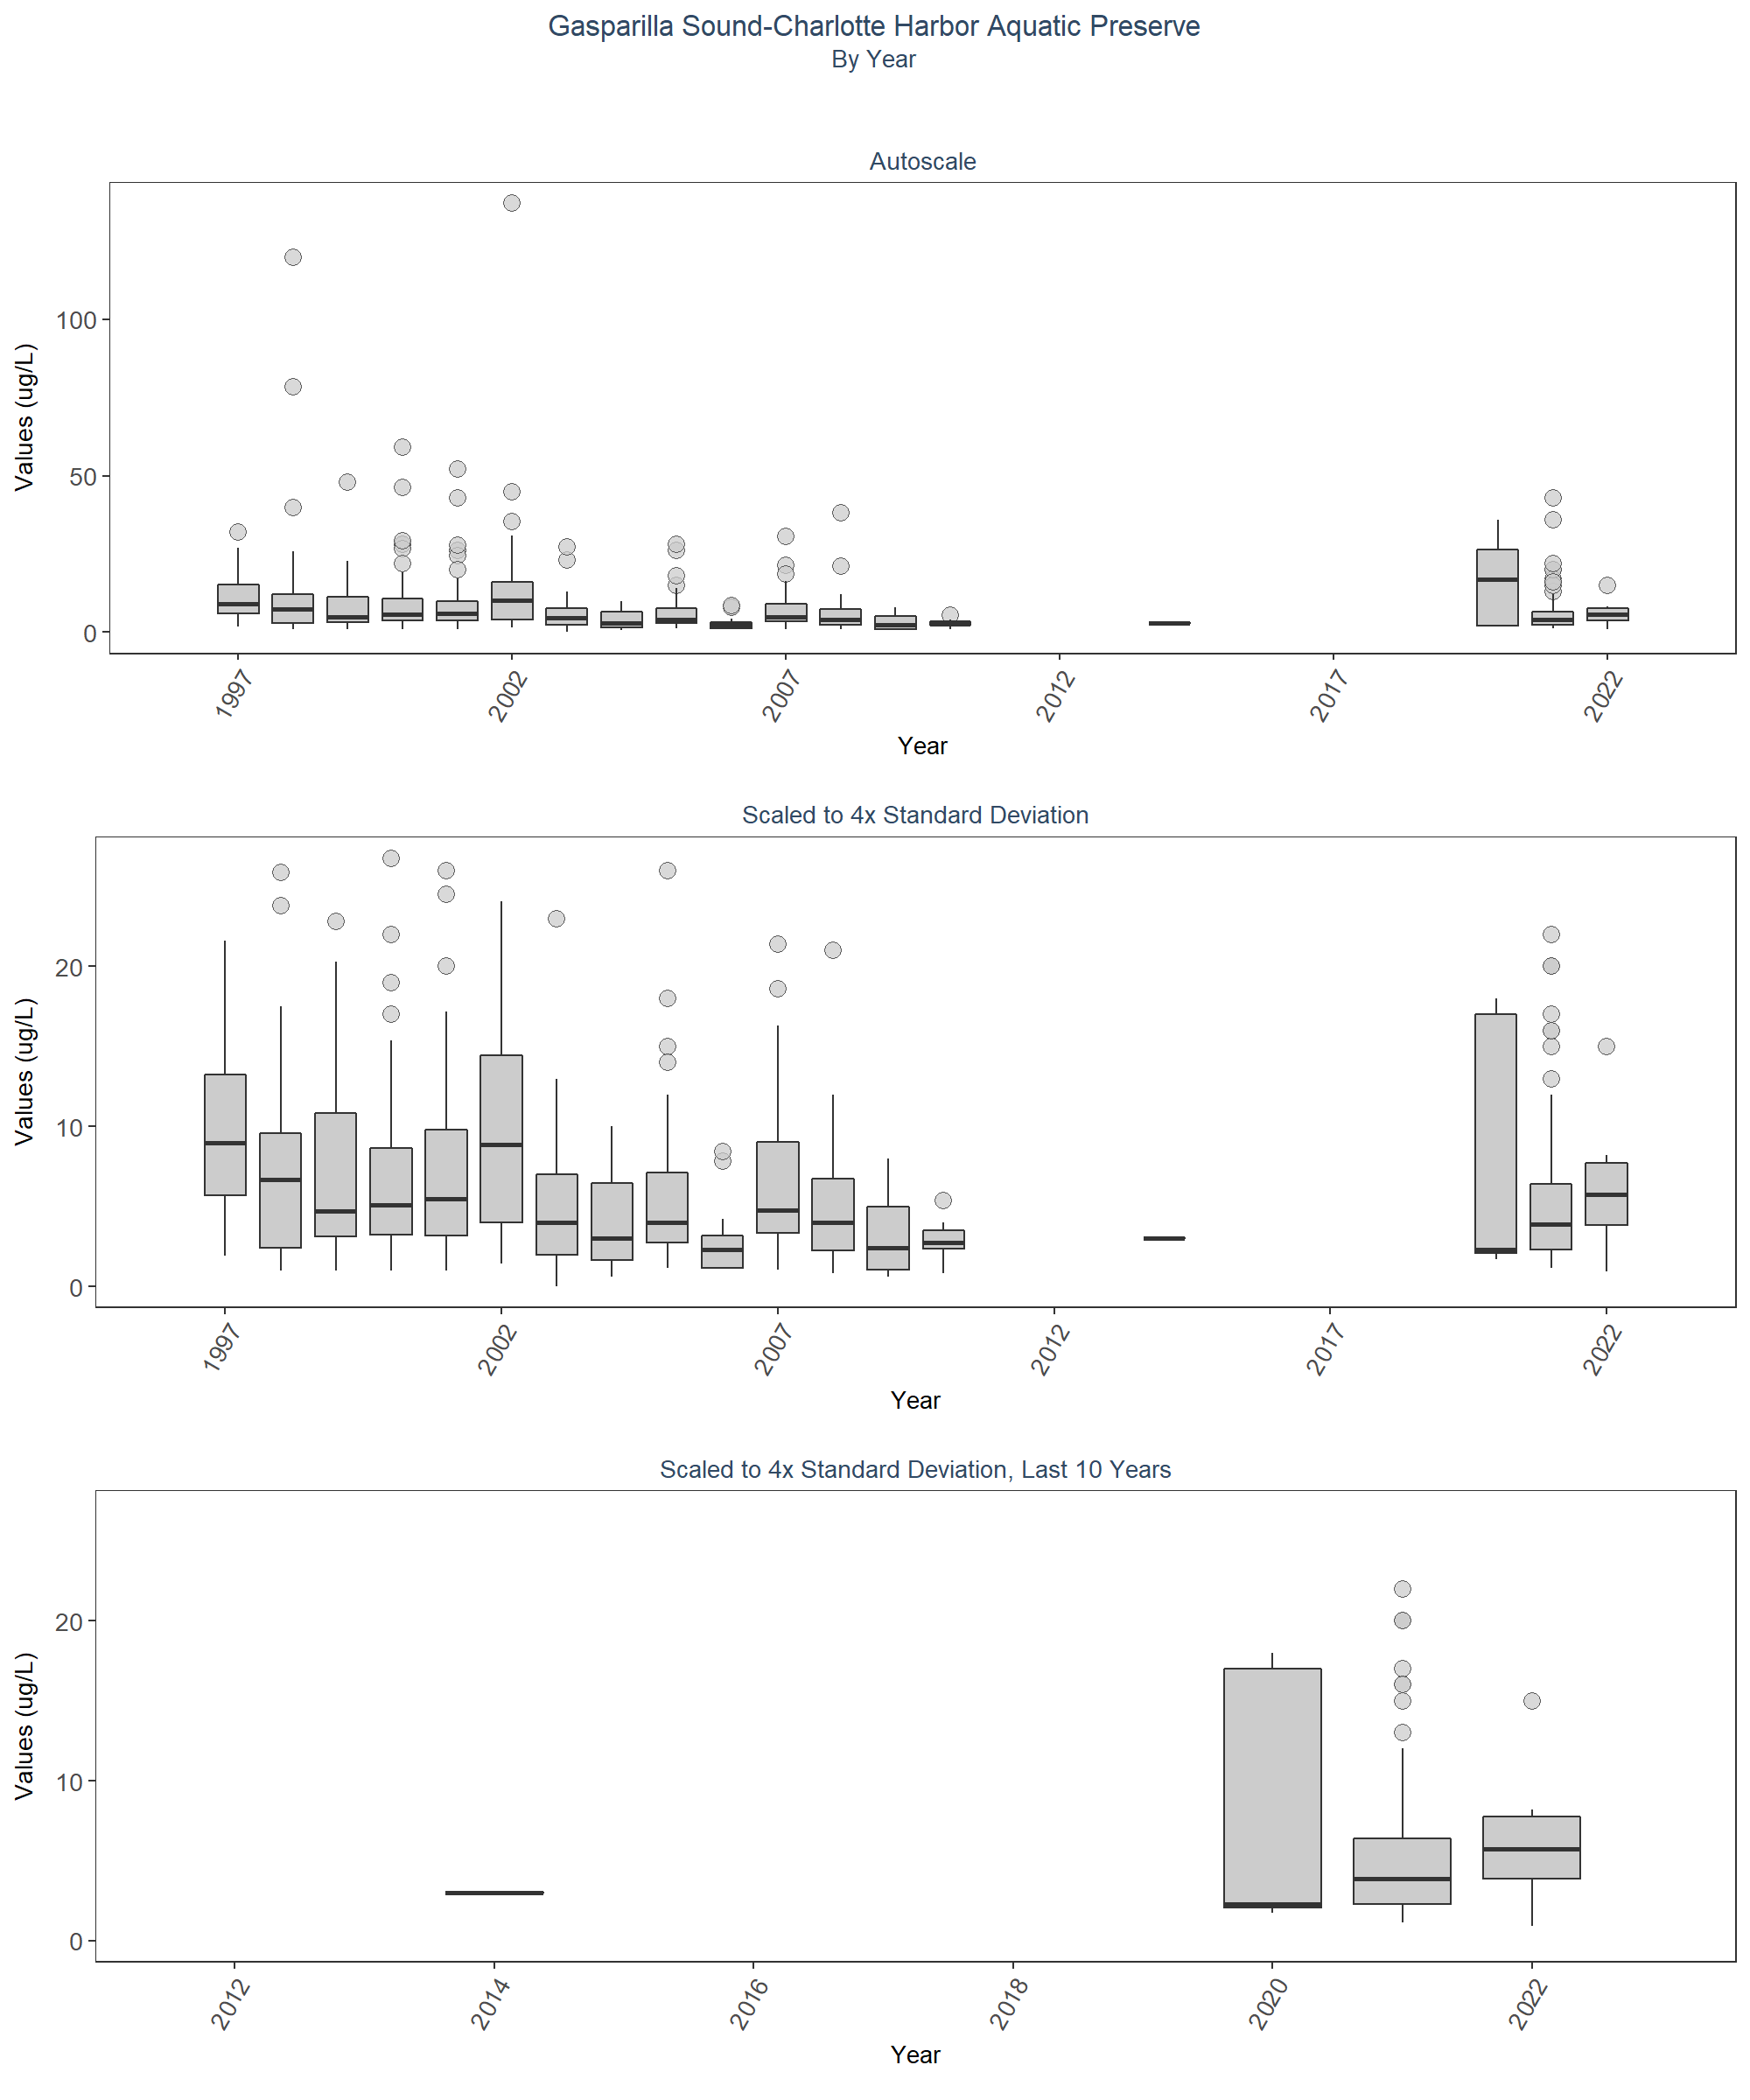 Gasparilla Sound-Charlotte Harbor Aquatic Preserve
By Year
Autoscale
Values (ug/L)
100
50
0
1997
2002
2007
2012
2017
2022
Year
Scaled to 4x Standard Deviation
Values (ug/L)
20
10
0
1997
2002
2007
2012
2017
2022
Year
Scaled to 4x Standard Deviation, Last 10 Years
Values (ug/L)
20
10
0
2012
2014
2016
2018
2020
2022
Year